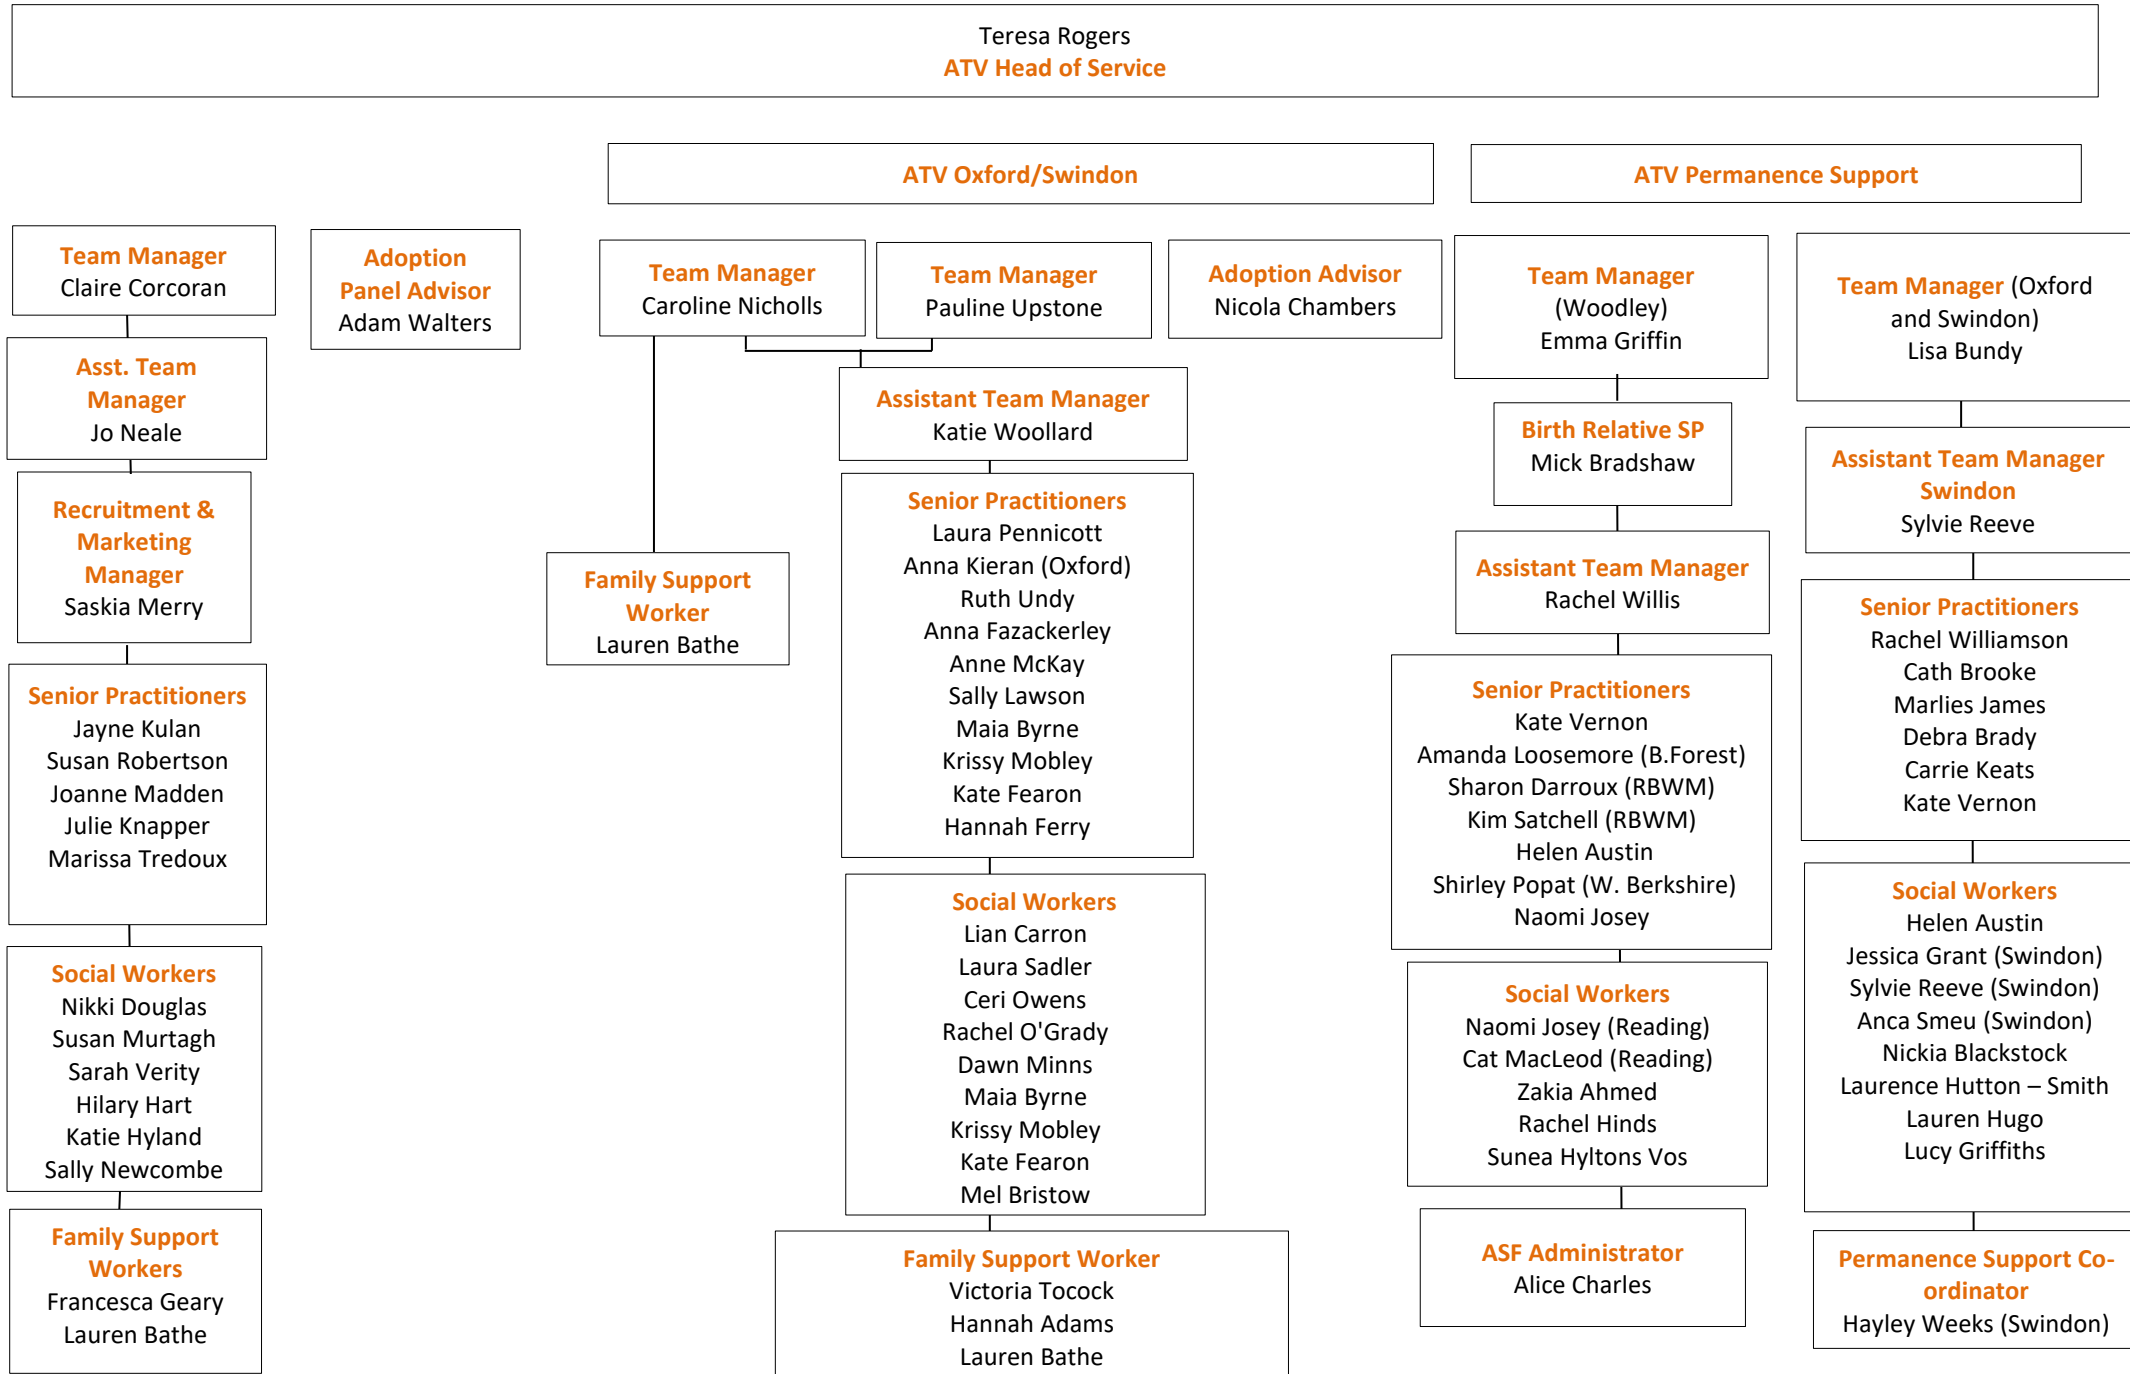 Teresa Rogers
ATV Head of Service
ATV Oxford/Swindon
ATV Permanence Support
Team Manager
Claire Corcoran
Asst. Team
Manager
Jo Neale
Recruitment &
Marketing
Manager
Saskia Merry
Senior Practitioners
Jayne Kulan
Susan Robertson
Joanne Madden
Julie Knapper
Marissa Tredoux
Social Workers
Nikki Douglas
Susan Murtagh
Sarah Verity
Hilary Hart
Katie Hyland
Sally Newcombe
Family Support
Workers
Francesca Geary
Lauren Bathe
Adoption
Panel Advisor
Adam Walters
Team Manager
Caroline Nicholls
Team Manager
Pauline Upstone
Adoption Advisor
Nicola Chambers
Family Support
Worker
Lauren Bathe
Assistant Team Manager
Katie Woollard
Senior Practitioners
Laura Pennicott
Anna Kieran (Oxford)
Ruth Undy
Anna Fazackerley
Anne McKay
Sally Lawson
Maia Byrne
Krissy Mobley
Kate Fearon
Hannah Ferry
Social Workers
Lian Carron
Laura Sadler
Ceri Owens
Rachel O'Grady
Dawn Minns
Maia Byrne
Krissy Mobley
Kate Fearon
Mel Bristow
Family Support Worker
Victoria Tocock
Hannah Adams
Lauren Bathe
Team Manager
(Woodley)
Emma Griffin
Birth Relative SP
Mick Bradshaw
Assistant Team Manager
Rachel Willis
Senior Practitioners
Kate Vernon
Amanda Loosemore (B.Forest)
Sharon Darroux (RBWM)
Kim Satchell (RBWM)
Helen Austin
Shirley Popat (W. Berkshire)
Naomi Josey
Social Workers
Naomi Josey (Reading)
Cat MacLeod (Reading)
Zakia Ahmed
Rachel Hinds
Sunea Hyltons Vos
ASF Administrator
Alice Charles
Team Manager (Oxford
and Swindon)
Lisa Bundy
Assistant Team Manager
Swindon
Sylvie Reeve
Senior Practitioners
Rachel Williamson
Cath Brooke
Marlies James
Debra Brady
Carrie Keats
Kate Vernon
Social Workers
Helen Austin
Jessica Grant (Swindon)
Sylvie Reeve (Swindon)
Anca Smeu (Swindon)
Nickia Blackstock
Laurence Hutton – Smith
Lauren Hugo
Lucy Griffiths
Permanence Support Co-
ordinator
Hayley Weeks (Swindon)